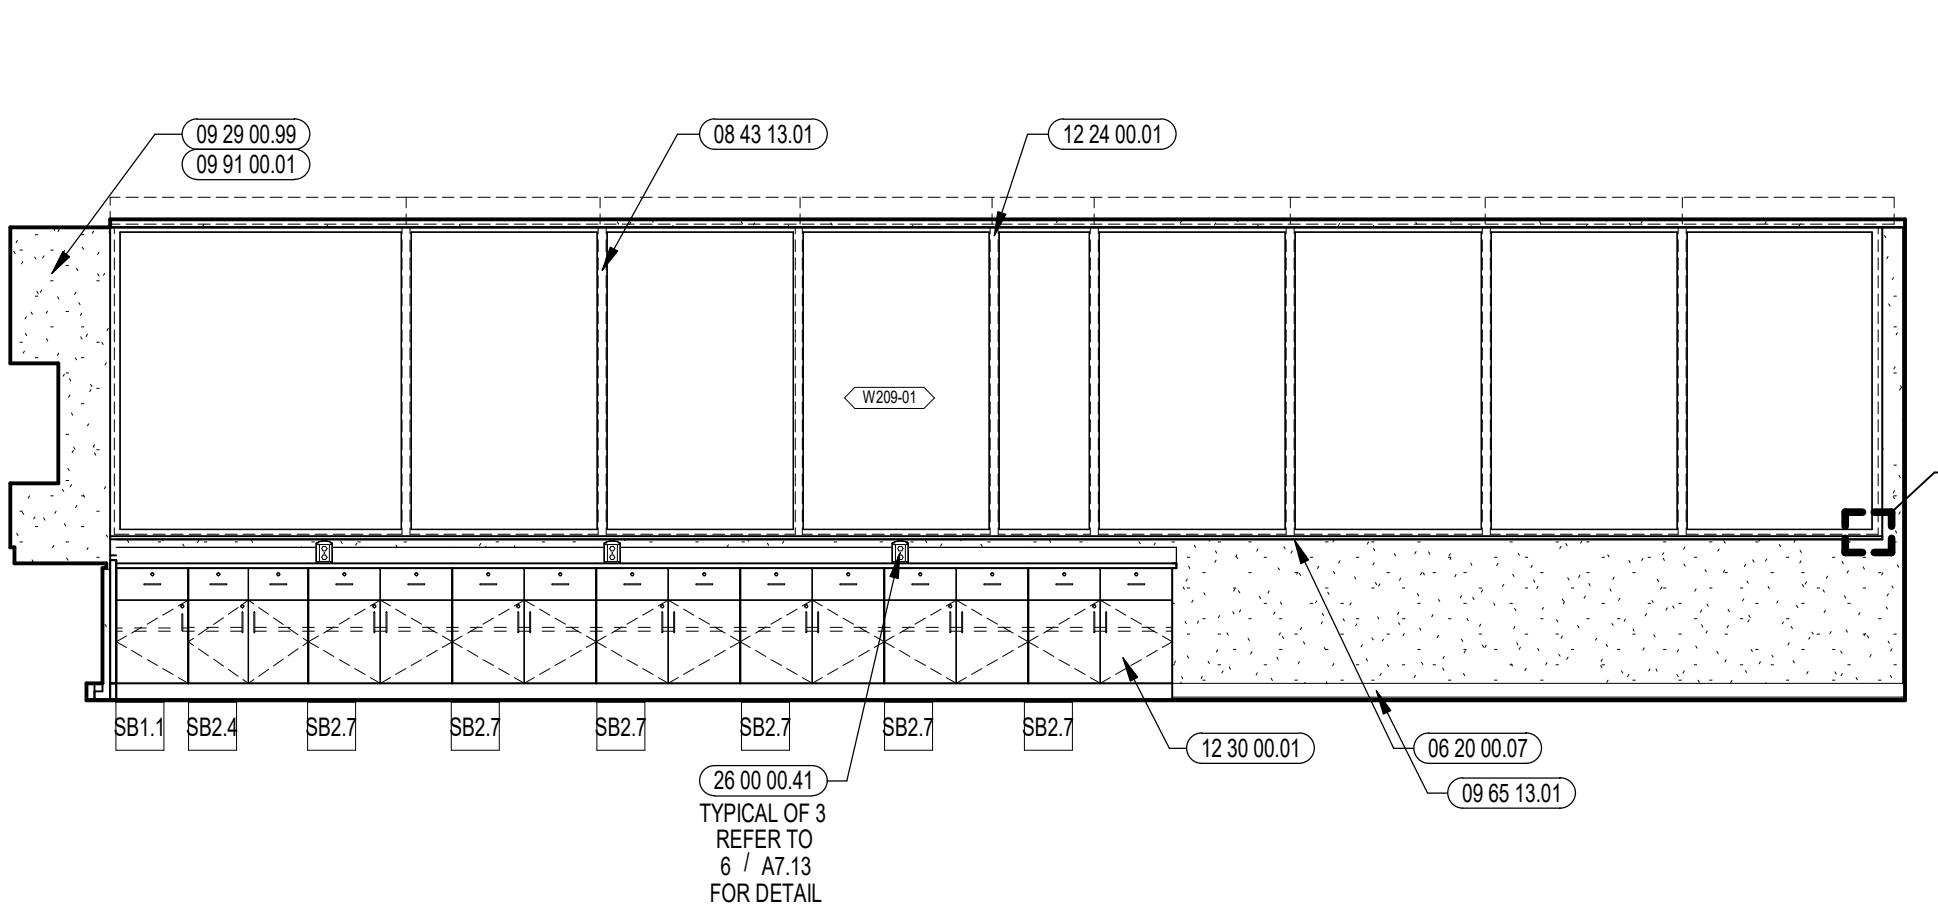 09 29 00.99
09 91 00.01
08 43 13.01
12 24 00.01
W209-01
SB1.1 SB2.4 SB2.7 SB2.7 SB2.7 SB2.7 SB2.7 SB2.7
12 30 00.01
06 20 00.07
09 65 13.01
26 00 00.41
TYPICAL OF 3
REFER TO
6 / A7.13
FOR DETAIL